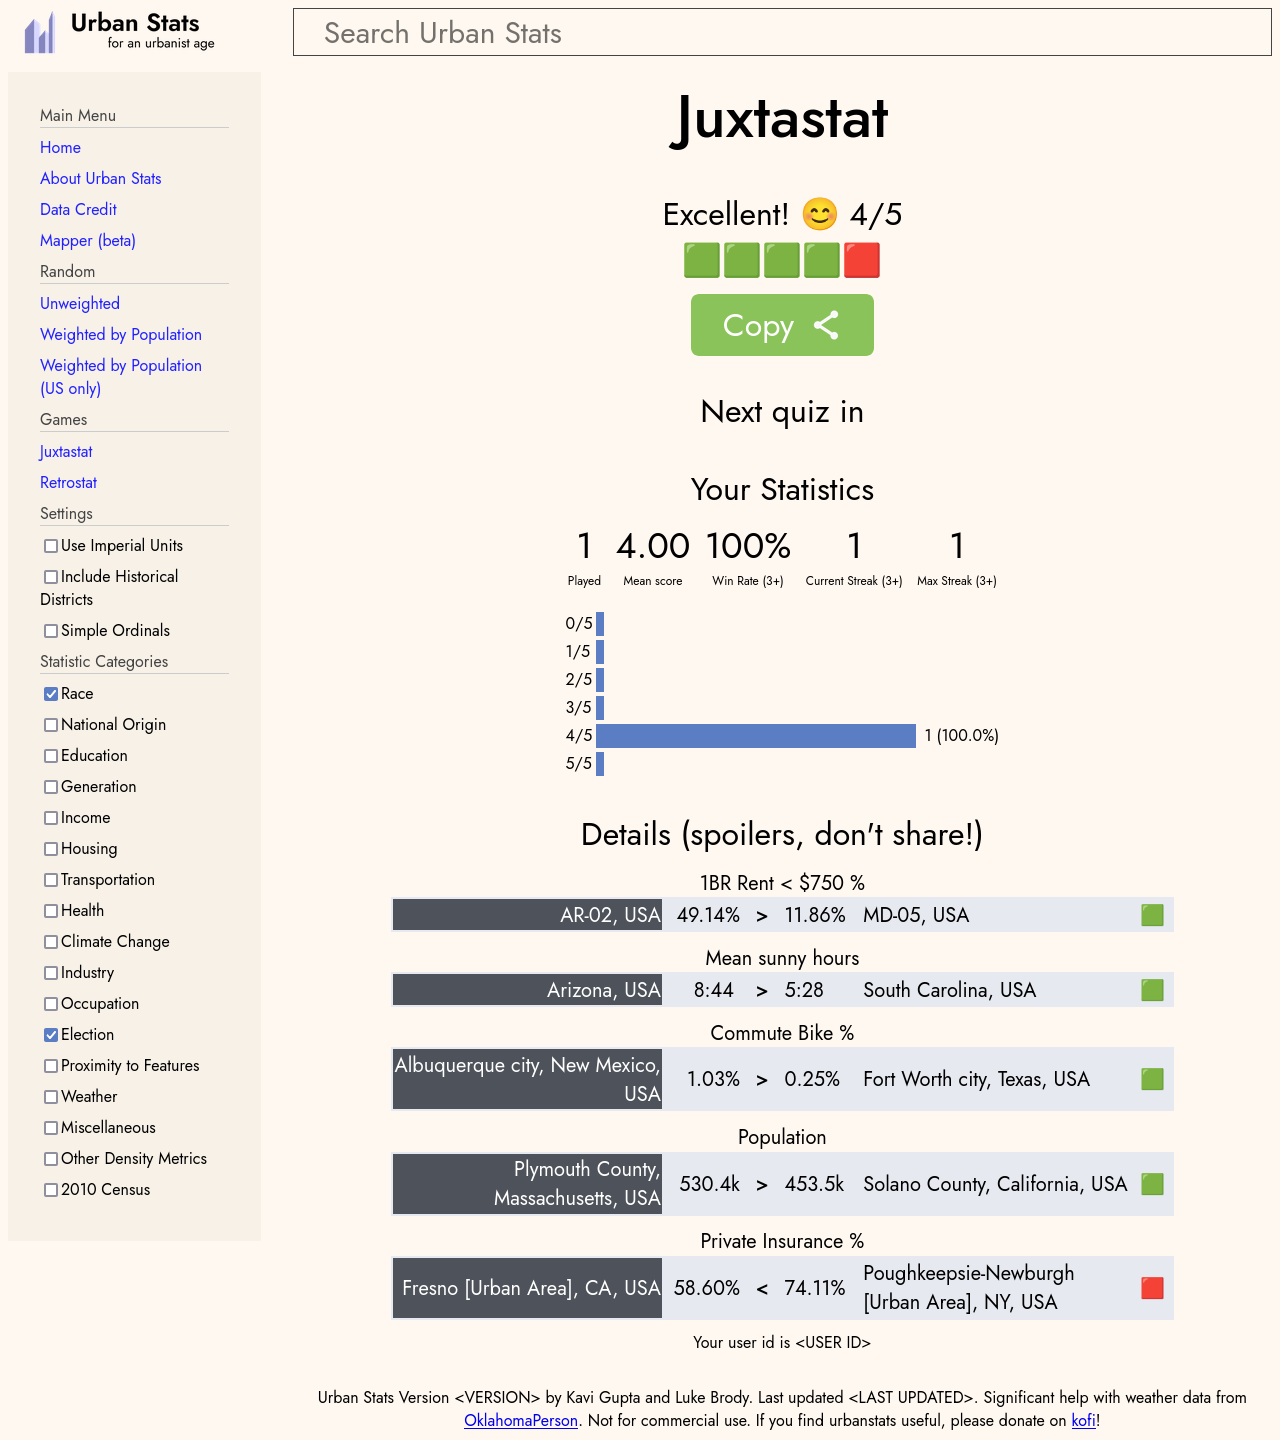 Urban Stats
for an urbanist age
Search Urban Stats
Main Menu
Home
About Urban Stats
Data Credit
Mapper (beta)
Random
Unweighted
Weighted by Population
Weighted by Population
(US only)
Games
Juxtastat
Retrostat
Settings
Use Imperial Units
Include Historical
Districts
Simple Ordinals
Statistic Categories
Race
National Origin
Education
Generation
Income
Housing
Transportation
Health
Climate Change
Industry
Occupation
Election
Proximity to Features
Weather
Miscellaneous
Other Density Metrics
2010 Census
Juxtastat
Excellent! 😊 4/5
🟩🟩🟩🟩🟥
Copy
Next quiz in
Your Statistics
1 4.00 100% 1 1
Played Mean score Win Rate (3+) Current Streak (3+) Max Streak (3+)
0/5
1/5
2/5
3/5
4/5 1 (100.0%)
5/5
Details (spoilers, don't share!)
1BR Rent < $750 %
AR-02, USA 49.14% > 11.86% MD-05, USA 🟩
Mean sunny hours
Arizona, USA 8:44 > 5:28 South Carolina, USA 🟩
Commute Bike %
Albuquerque city, New Mexico,
USA 1.03% > 0.25% Fort Worth city, Texas, USA 🟩
Population
Plymouth County,
Massachusetts, USA 530.4k > 453.5k Solano County, California, USA 🟩
Private Insurance %
Fresno [Urban Area], CA, USA 58.60% < 74.11% Poughkeepsie-Newburgh
[Urban Area], NY, USA 🟥
Your user id is <USER ID>
Urban Stats Version <VERSION> by Kavi Gupta and Luke Brody. Last updated <LAST UPDATED>. Significant help with weather data from
OklahomaPerson. Not for commercial use. If you find urbanstats useful, please donate on kofi!